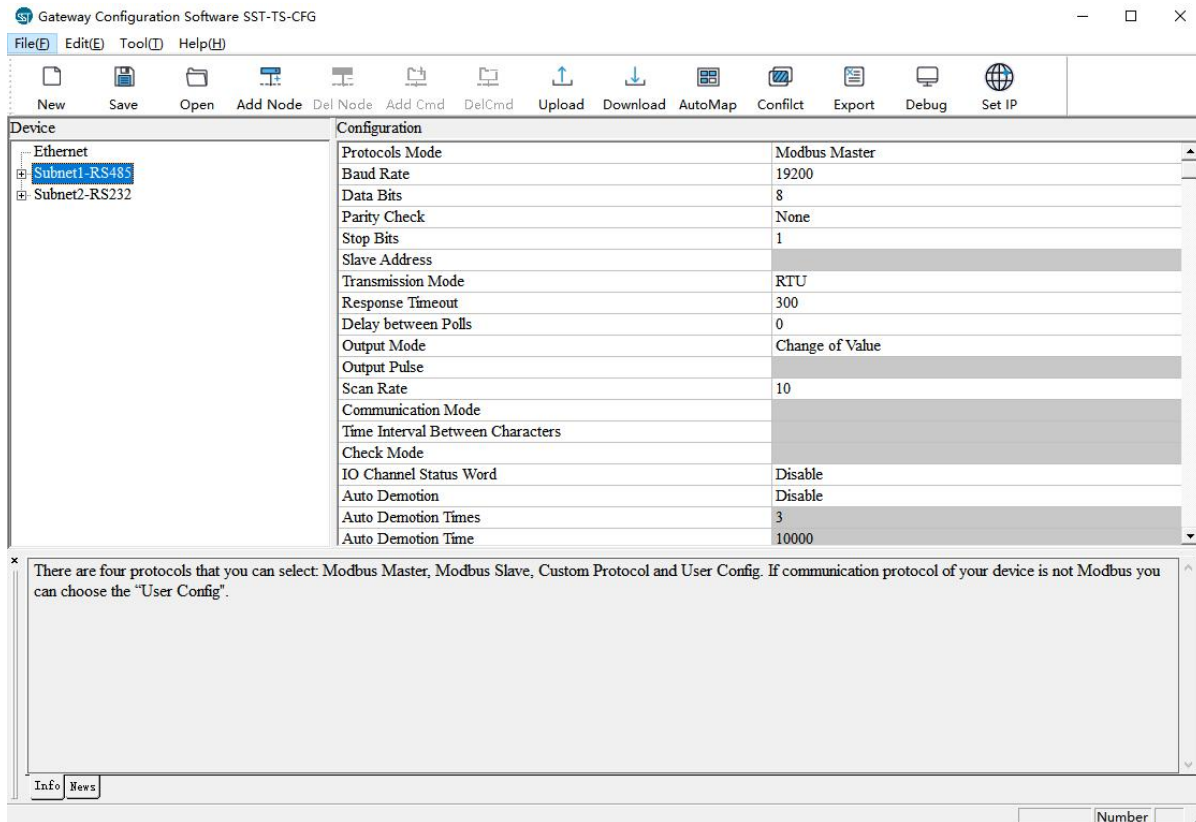 SST Gateway Configuration Software SST-TS-CFG
File(F) Edit(E) Tool(T) Help(H)
New Save Open Add Node Del Node Add Cmd DelCmd Upload Download AutoMap Confilct Export Debug Set IP
Device Configuration
Ethernet
Subnet1-RS485
Subnet2-RS232
Protocols Mode Modbus Master
Baud Rate 19200
Data Bits 8
Parity Check None
Stop Bits 1
Slave Address
Transmission Mode RTU
Response Timeout 300
Delay between Polls 0
Output Mode Change of Value
Output Pulse
Scan Rate 10
Communication Mode
Time Interval Between Characters
Check Mode
IO Channel Status Word Disable
Auto Demotion Disable
Auto Demotion Times 3
Auto Demotion Time 10000
There are four protocols that you can select: Modbus Master, Modbus Slave, Custom Protocol and User Config. If communication protocol of your device is not Modbus you
can choose the “User Config”.
Info News
Number